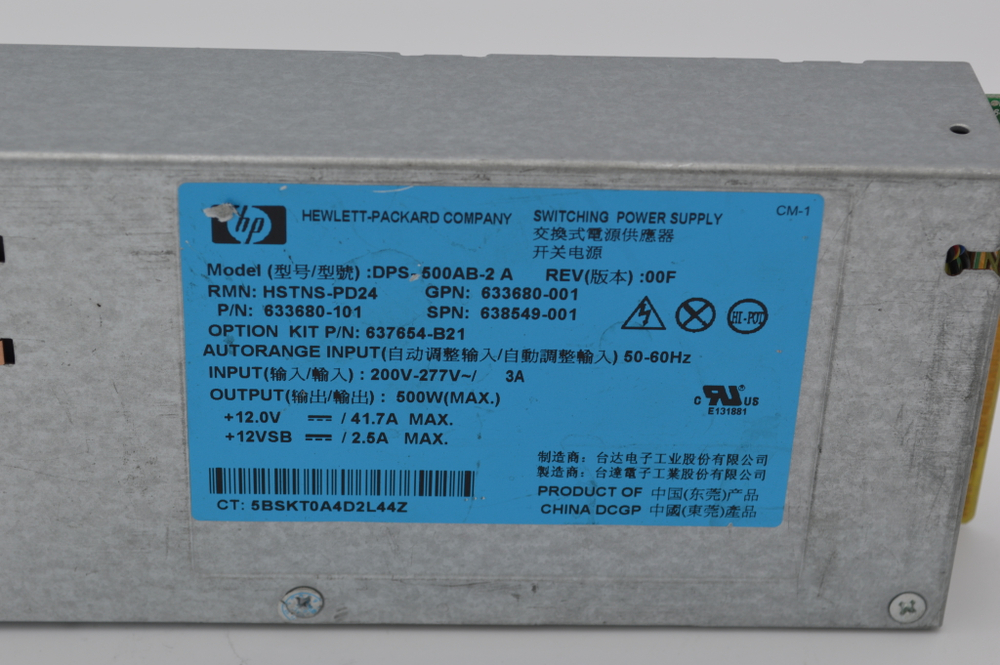 hp HEWLETT-PACKARD COMPANY
SWITCHING POWER SUPPLY
CM-1
交換式電源供應器
开关电源
Model (型号/型號) :DPS- 500AB-2 A REV(版本) :00F
RMN: HSTNS-PD24 GPN: 633680-001
P/N: 633680-101 SPN: 638549-001
OPTION KIT P/N: 637654-B21
HI-POT
AUTORANGE INPUT(自动调整输入/自動調整輸入) 50-60Hz
INPUT(输入/輸入) : 200V-277V~/ 3A
OUTPUT(输出/輸出) : 500W(MAX.)
+12.0V ⎓ / 41.7A MAX.
+12VSB ⎓ / 2.5A MAX.
c RU ® US
E131881
制造商: 台达电子工业股份有限公司
製造商: 台達電子工業股份有限公司
PRODUCT OF 中国(东莞)产品
CHINA DCGP 中國(東莞)產品
CT: 5BSKT0A4D2L44Z